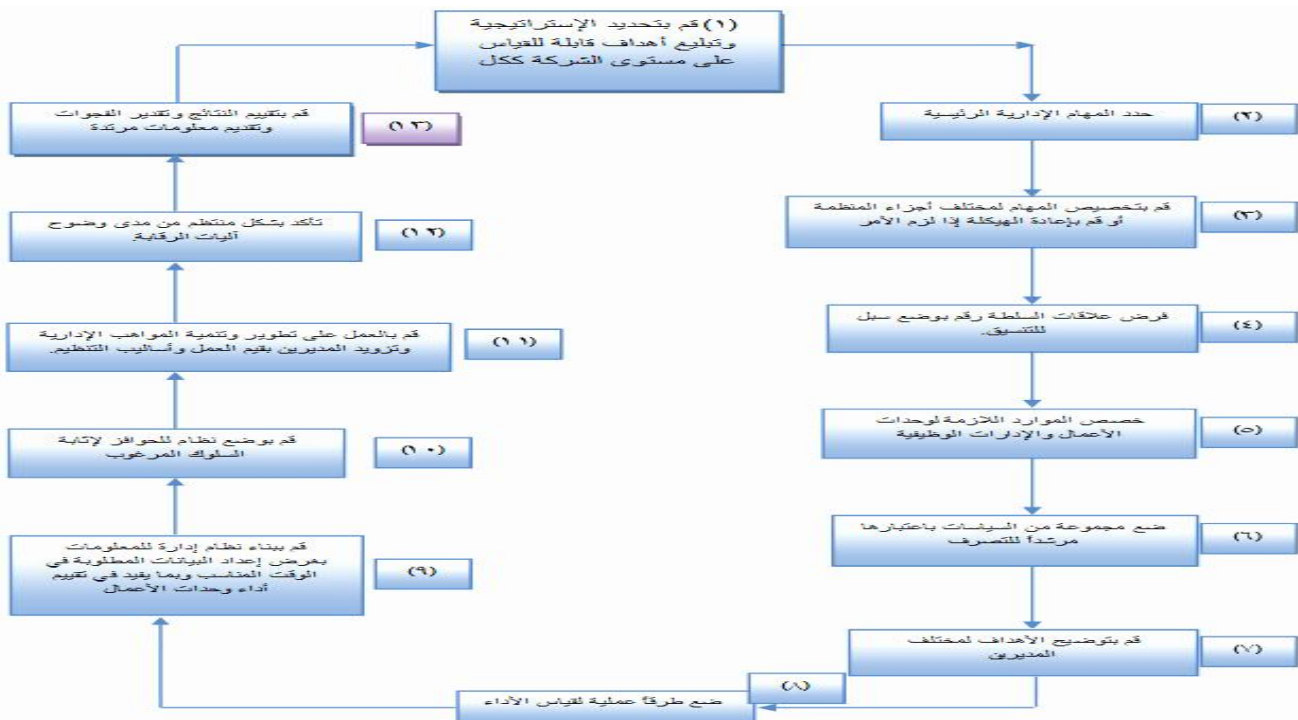 (١) قم بتحديد الإستراتيجية
وتبليغ أهداف قابلة للقياس
على مستوى الشركة ككل
حدد المهام الإدارية الرئيسية
(٢)
قم بتخصيص المهام لمختلف أجزاء المنظمة
أو قم بإعادة الهيكلة إذا لزم الأمر
(٣)
فرض علاقات السلطة رقم بوضع سبل
للتنسيق.
(٤)
خصص الموارد اللازمة لوحدات
الأعمال والإدارات الوظيفية
(٥)
ضع مجموعة من السياسات باعتبارها
مرشداً للتصرف
(٦)
قم بتوضيح الأهداف لمختلف
المديرين
(٧)
ضع طرقاً عملية لقياس الأداء
(٨)
قم ببناء نظام إدارة للمعلومات
بغرض إعداد البيانات المطلوبة في
الوقت المناسب وبما يفيد في تقييم
أداء وحدات الأعمال
(٩)
قم بوضع نظام للحوافز لإثابة
السلوك المرغوب
(١٠)
قم بالعمل على تطوير وتنمية المواهب الإدارية
وتزويد المديرين بقيم العمل وأساليب التنظيم.
(١١)
تأكد بشكل منتظم من مدى وضوح
آليات الرقابة.
(١٢)
قم بتقييم النتائج وتقدير الفجوات
وتقديم معلومات مرتدة
(١٣)